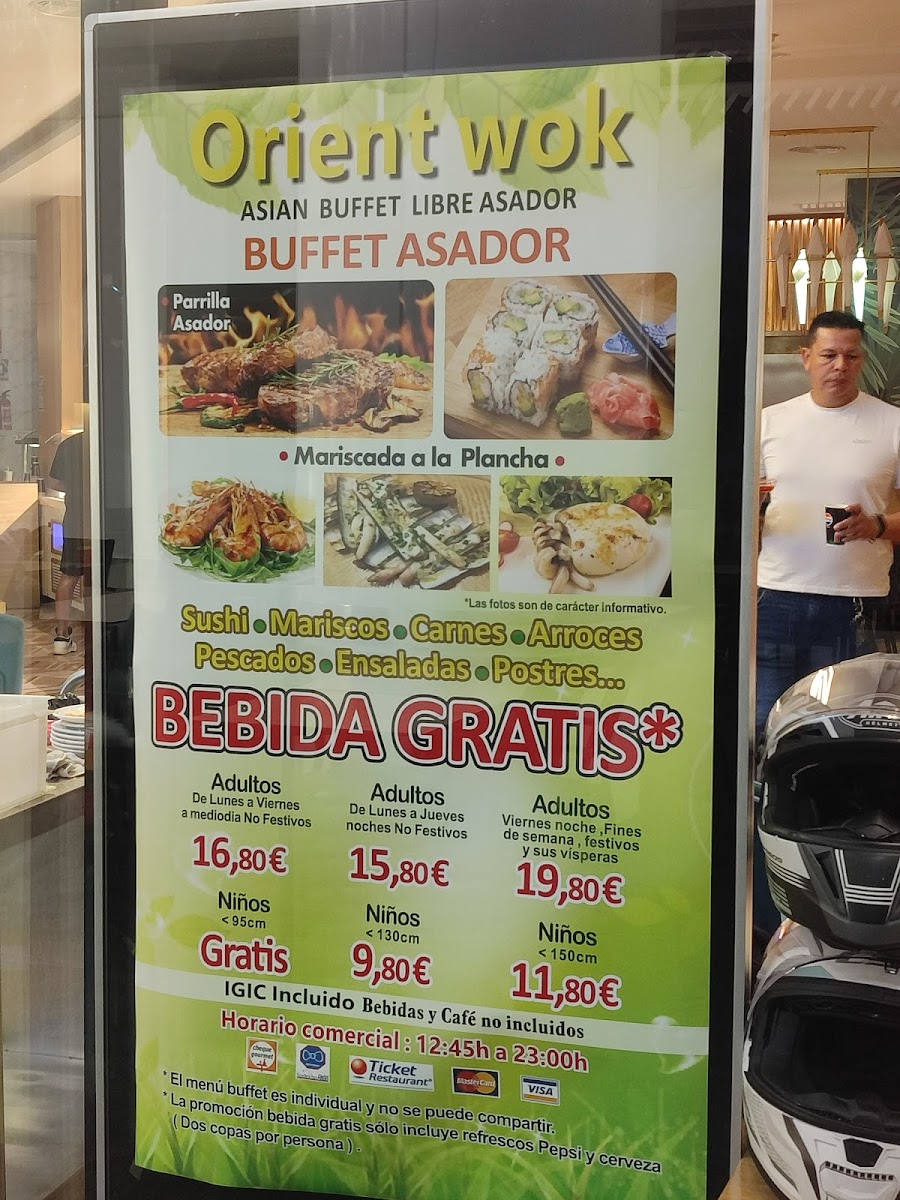 Orient wok
ASIAN BUFFET LIBRE ASADOR
BUFFET ASADOR
• Parrilla
Asador
• Mariscada a la Plancha •
*Las fotos son de carácter informativo.
Sushi • Mariscos • Carnes • Arroces
Pescados • Ensaladas • Postres...
BEBIDA GRATIS*
Adultos
De Lunes a Viernes
a mediodia No Festivos
16,80€
Adultos
De Lunes a Jueves
noches No Festivos
15,80€
Adultos
Viernes noche ,Fines
de semana , festivos
y sus vísperas
19,80€
Niños
< 95cm
Gratis
Niños
< 130cm
9,80€
Niños
< 150cm
11,80€
IGIC Incluido Bebidas y Café no incluidos
Horario comercial : 12:45h a 23:00h
cheque
gourmet
Ticket
Restaurant®
MasterCard
VISA
* El menú buffet es individual y no se puede compartir.
* La promoción bebida gratis sólo incluye refrescos Pepsi y cerveza
( Dos copas por persona ) .